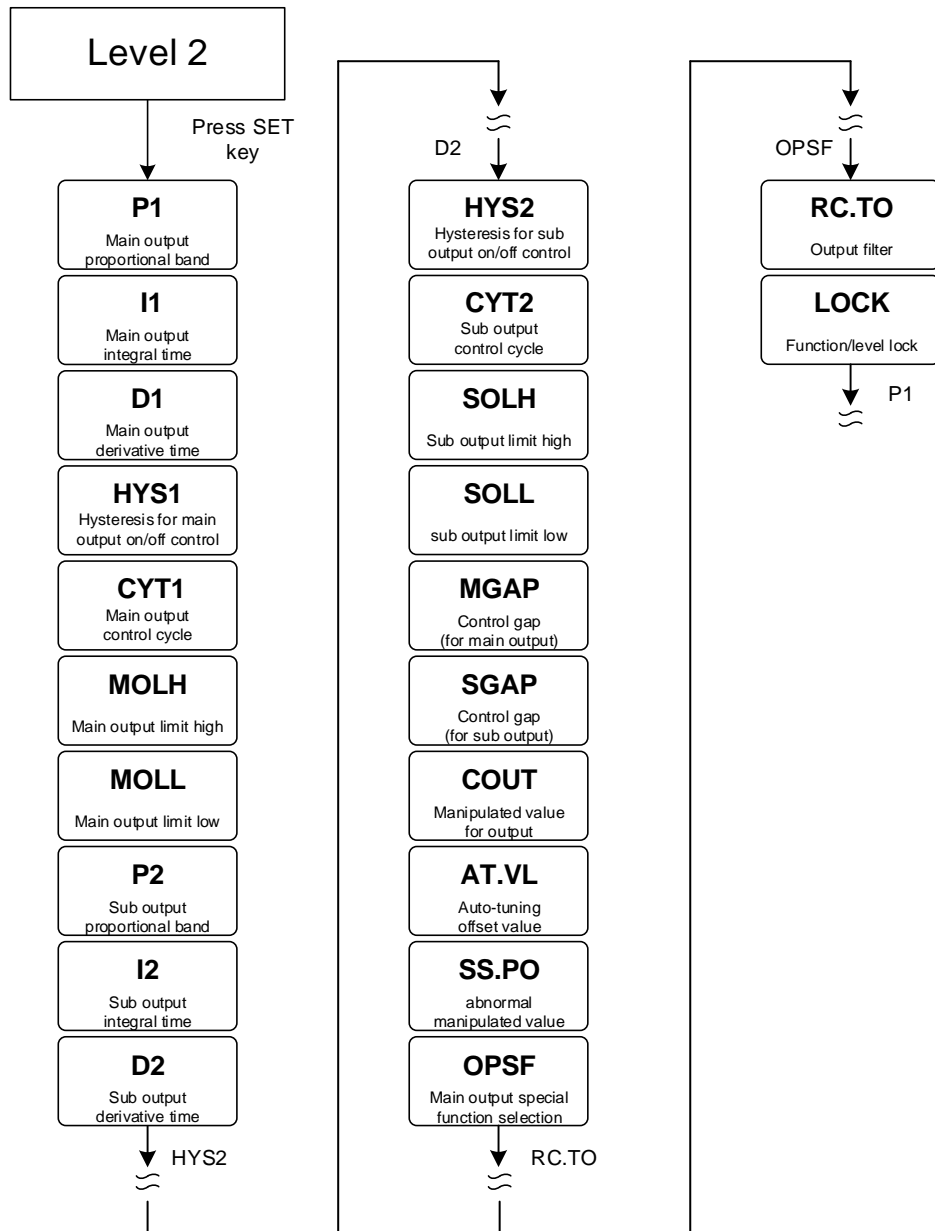 Level 2
Press SET
key
P1
Main output
proportional band
I1
Main output
integral time
D1
Main output
derivative time
HYS1
Hysteresis for main
output on/off control
CYT1
Main output
control cycle
MOLH
Main output limit high
MOLL
Main output limit low
P2
Sub output
proportional band
I2
Sub output
integral time
D2
Sub output
derivative time
HYS2
D2
HYS2
Hysteresis for sub
output on/off control
CYT2
Sub output
control cycle
SOLH
Sub output limit high
SOLL
sub output limit low
MGAP
Control gap
(for main output)
SGAP
Control gap
(for sub output)
COUT
Manipulated value
for output
AT.VL
Auto-tuning
offset value
SS.PO
abnormal
manipulated value
OPSF
Main output special
function selection
RC.TO
OPSF
RC.TO
Output filter
LOCK
Function/level lock
P1